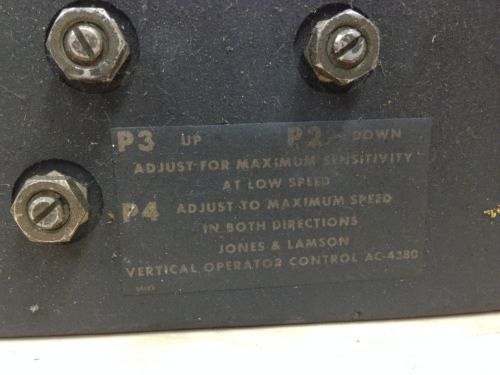 P3 UP P2 DOWN
ADJUST FOR MAXIMUM SENSITIVITY
AT LOW SPEED
P4 ADJUST TO MAXIMUM SPEED
IN BOTH DIRECTIONS
JONES & LAMSON
VERTICAL OPERATOR CONTROL AC-4380